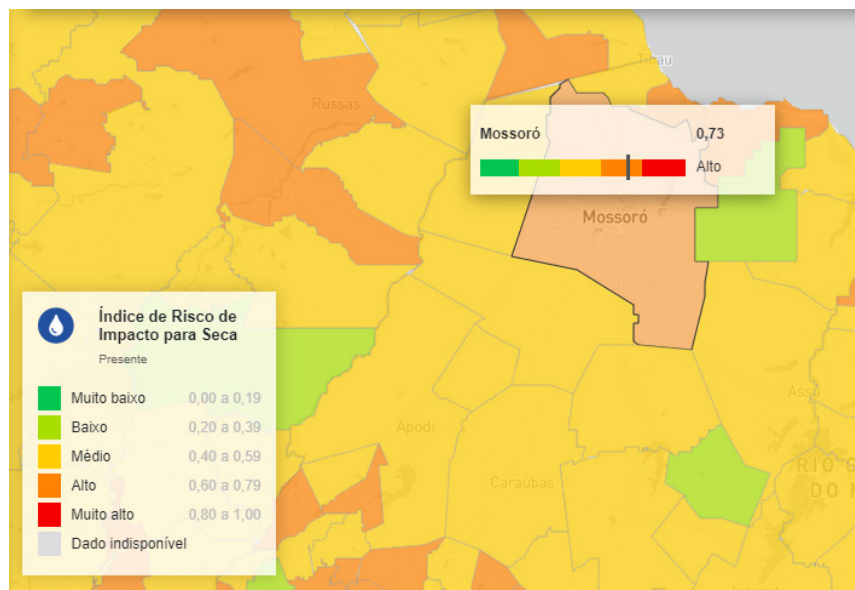 Tibau
Russas
Mossoró 0,73
Alto
Mossoró
Índice de Risco de
Impacto para Seca
Presente
Muito baixo 0,00 a 0,19
Baixo 0,20 a 0,39
Médio 0,40 a 0,59
Alto 0,60 a 0,79
Muito alto 0,80 a 1,00
Dado indisponível
Assú
Apodi
Caraúbas
RIO G
DO